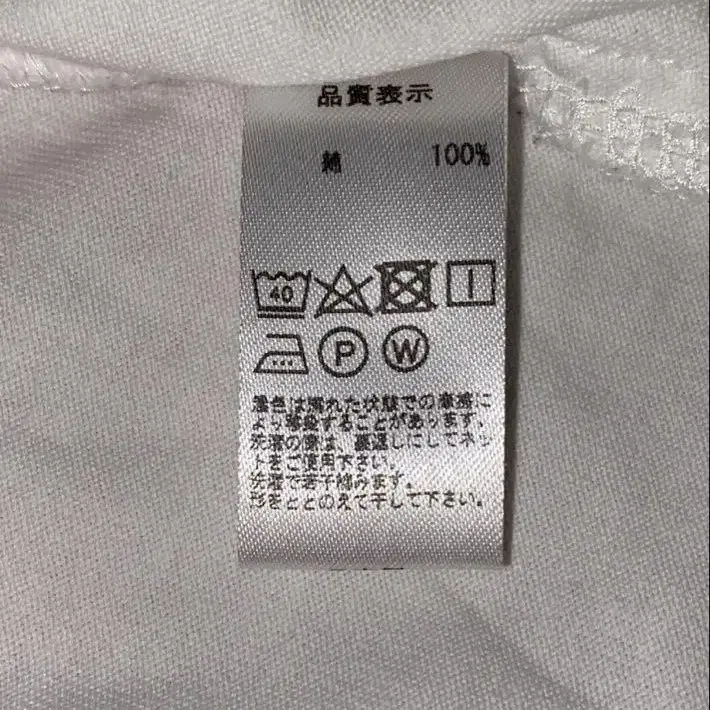 品質表示
綿 100%
40
P W
濃色は濡れた状態での摩擦に
より移染することがあります。
洗濯の際は、裏返しにしてネッ
トをご使用下さい。
洗濯で若干縮みます。
形をととのえて干して下さい。